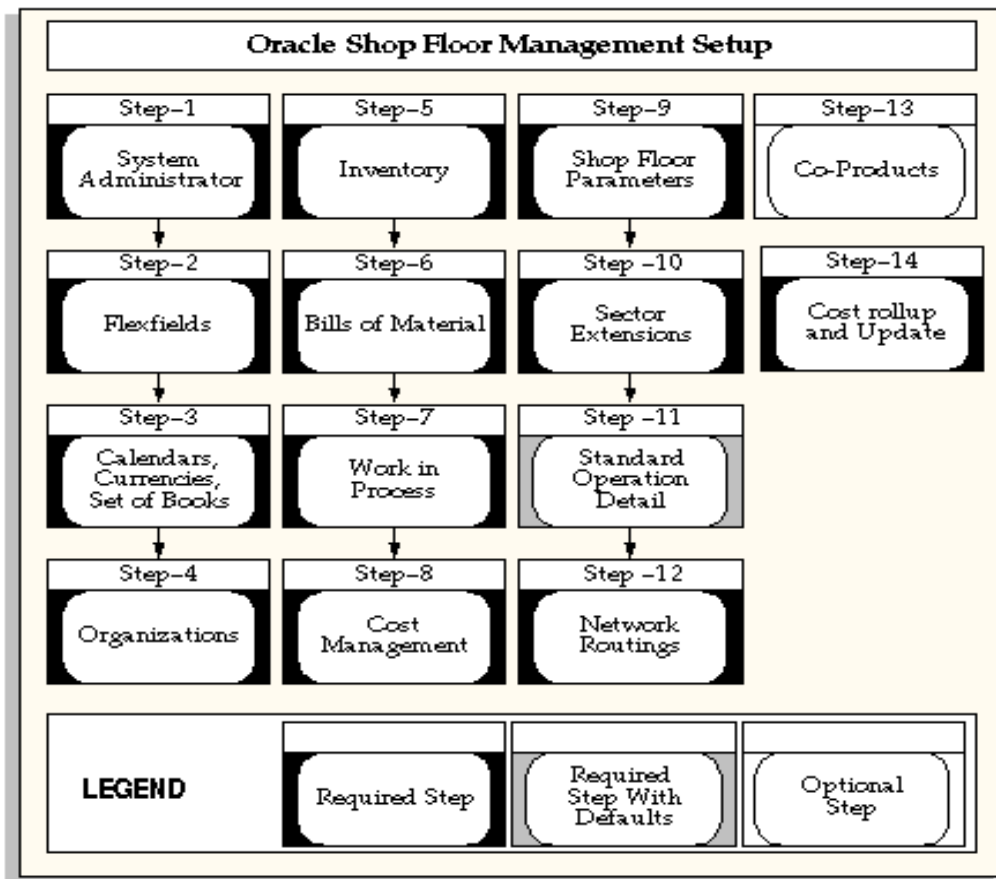 Oracle Shop Floor Management Setup
Step-1
System
Administrator
Step-2
Flexfields
Step-3
Calendars,
Currencies,
Set of Books
Step-4
Organizations
Step-5
Inventory
Step-6
Bills of Material
Step-7
Work in
Process
Step-8
Cost
Management
Step-9
Shop Floor
Parameters
Step -10
Sector
Extensions
Step -11
Standard
Operation
Detail
Step -12
Network
Routings
Step-13
Co-Products
Step-14
Cost rollup
and Update
LEGEND
Required Step
Required
Step With
Defaults
Optional
Step